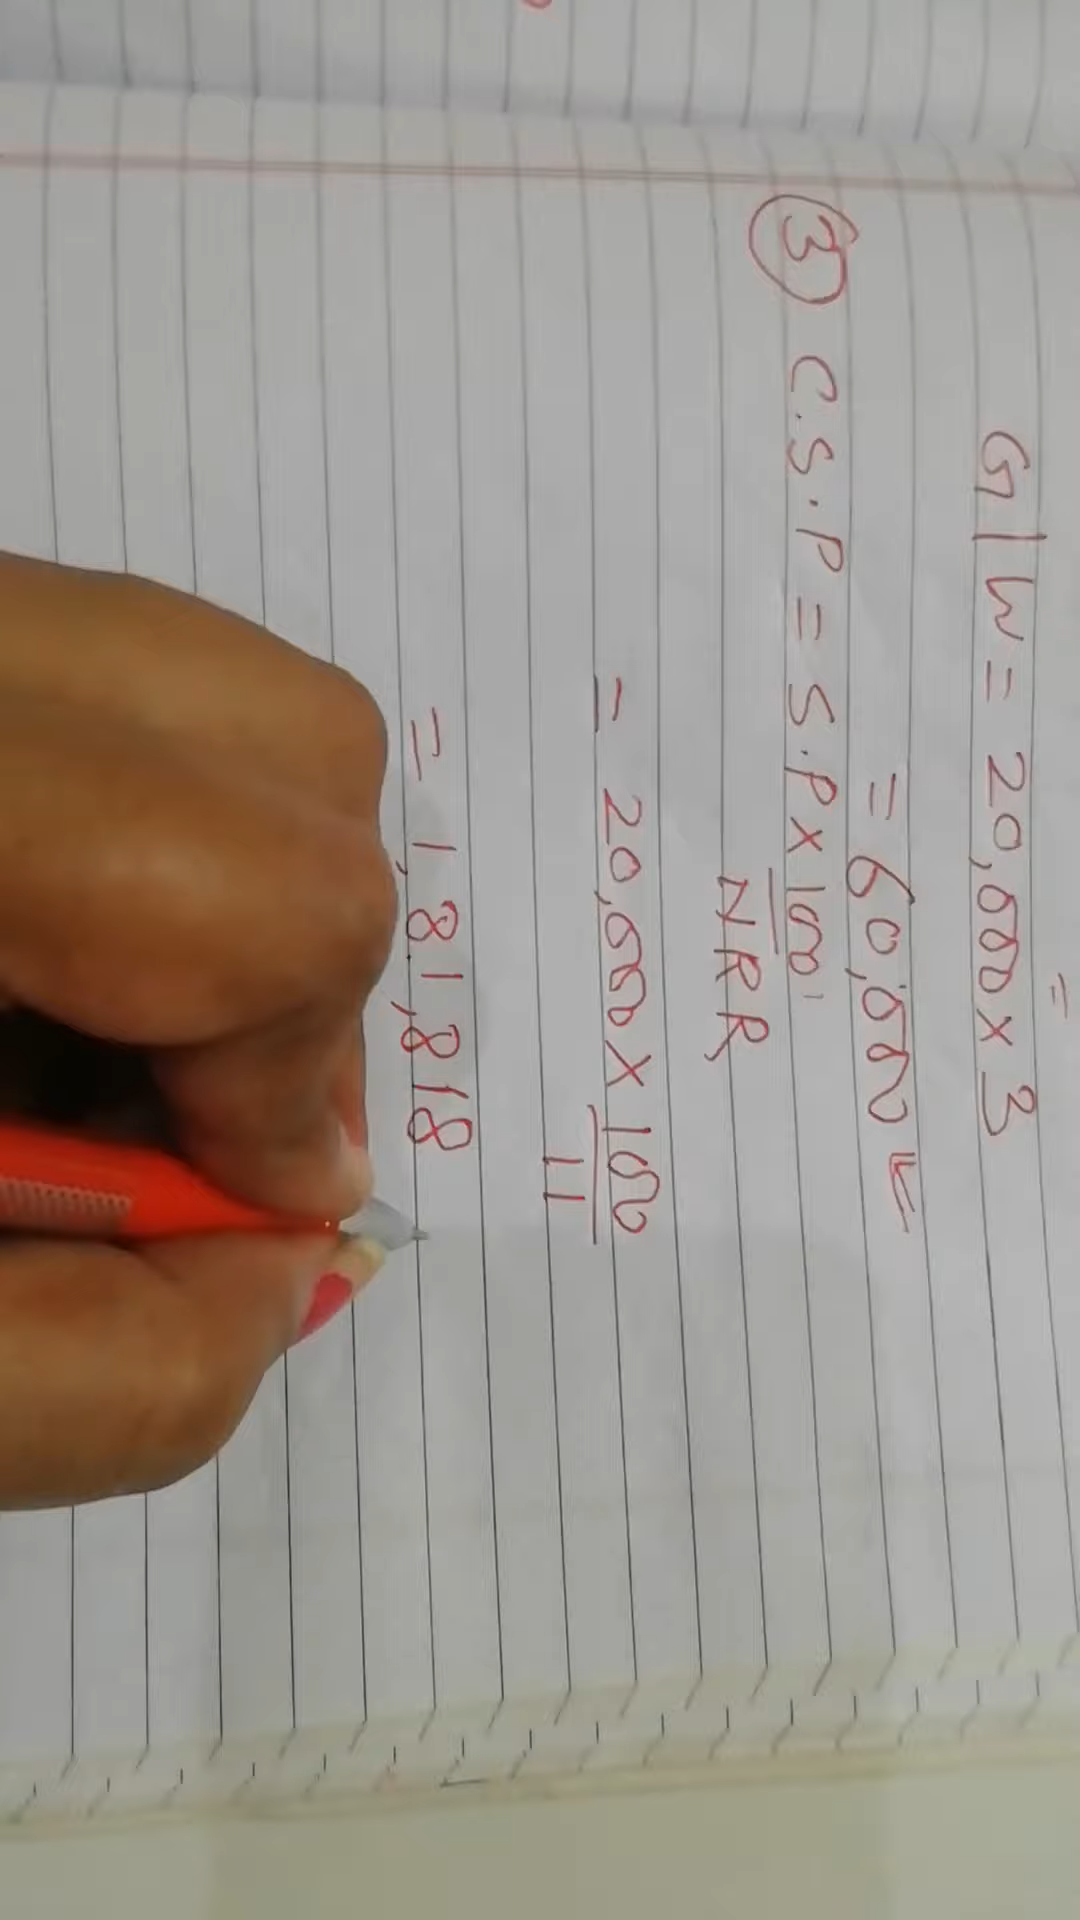 =
G/W = 20,000 x 3
= 60,000
③ C.S.P = S.P x 100
NRR
= 20,000 x 100
11
= 1,81,818